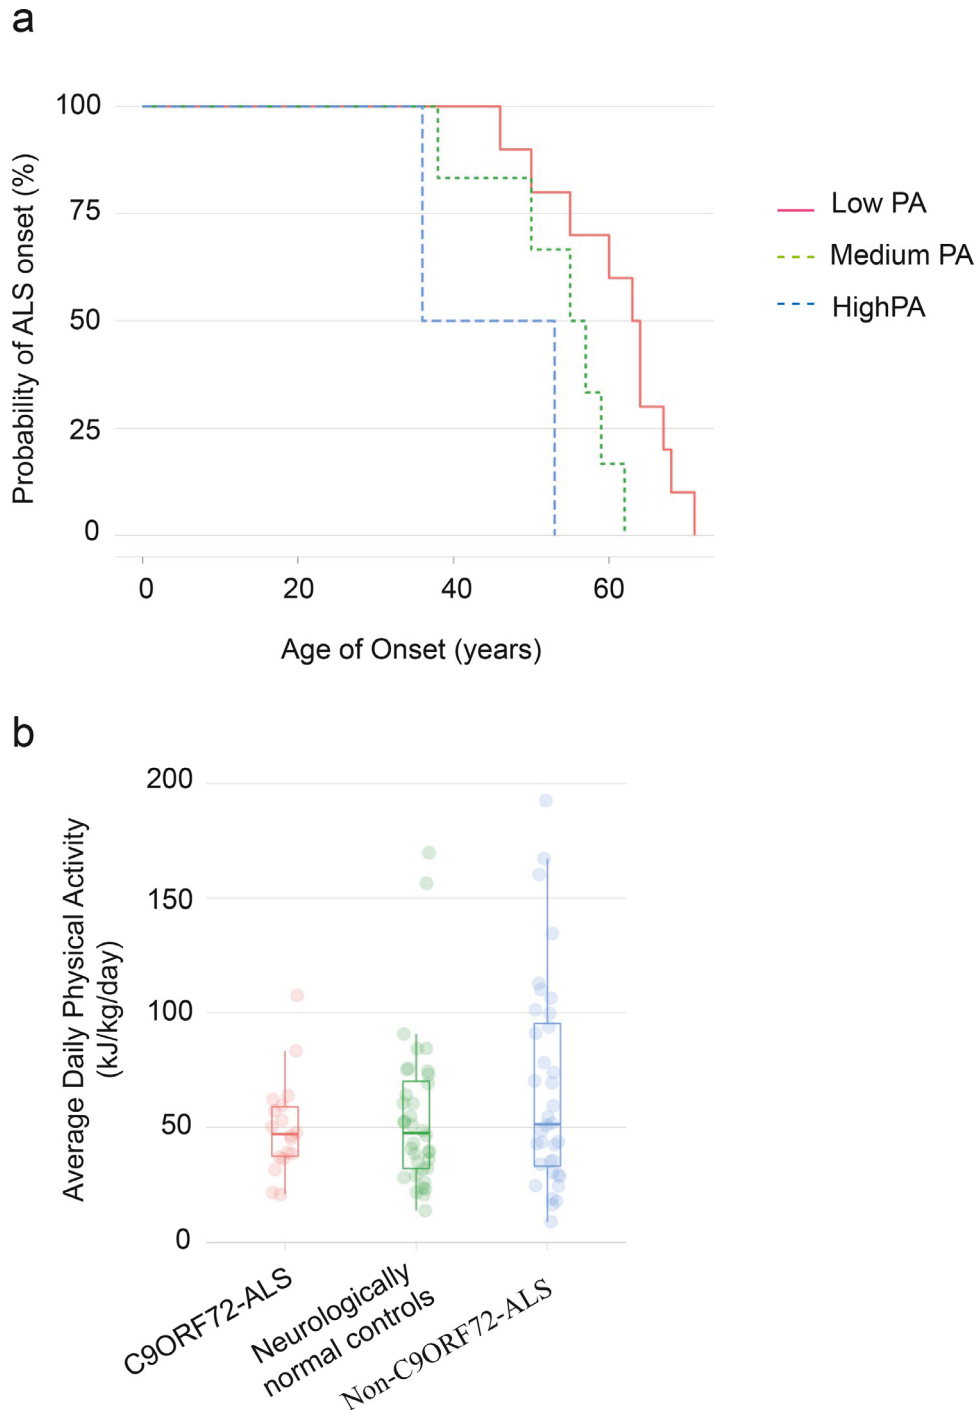 a
100
75
50
25
0
Probability of ALS onset (%)
0 20 40 60
Age of Onset (years)
Low PA
Medium PA
HighPA
b
200
150
100
50
0
Average Daily Physical Activity
(kJ/kg/day)
C9ORF72-ALS
Neurologically
normal controls
Non-C9ORF72-ALS